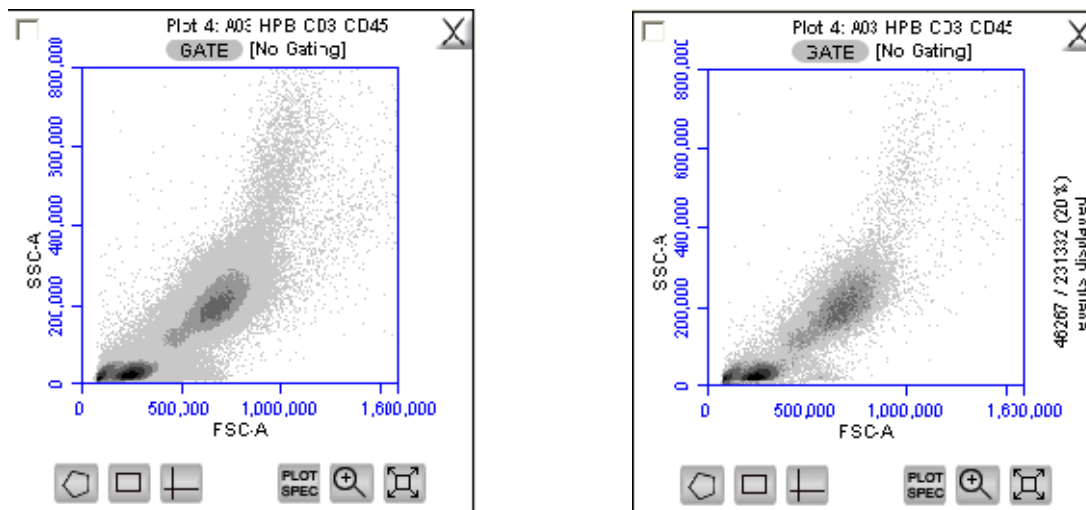 Plot 4: A03 HPB CD3 CD45
GATE [No Gating]
800,000
600,000
400,000
200,000
0
SSC-A
0 500,000 1,000,000 1,600,000
FSC-A
PLOT
SPEC
Plot 4: A03 HPB CD3 CD45
GATE [No Gating]
800,000
600,000
400,000
200,000
0
SSC-A
0 500,000 1,000,000 1,600,000
FSC-A
46267 / 231332 (20%)
events displayed
PLOT
SPEC